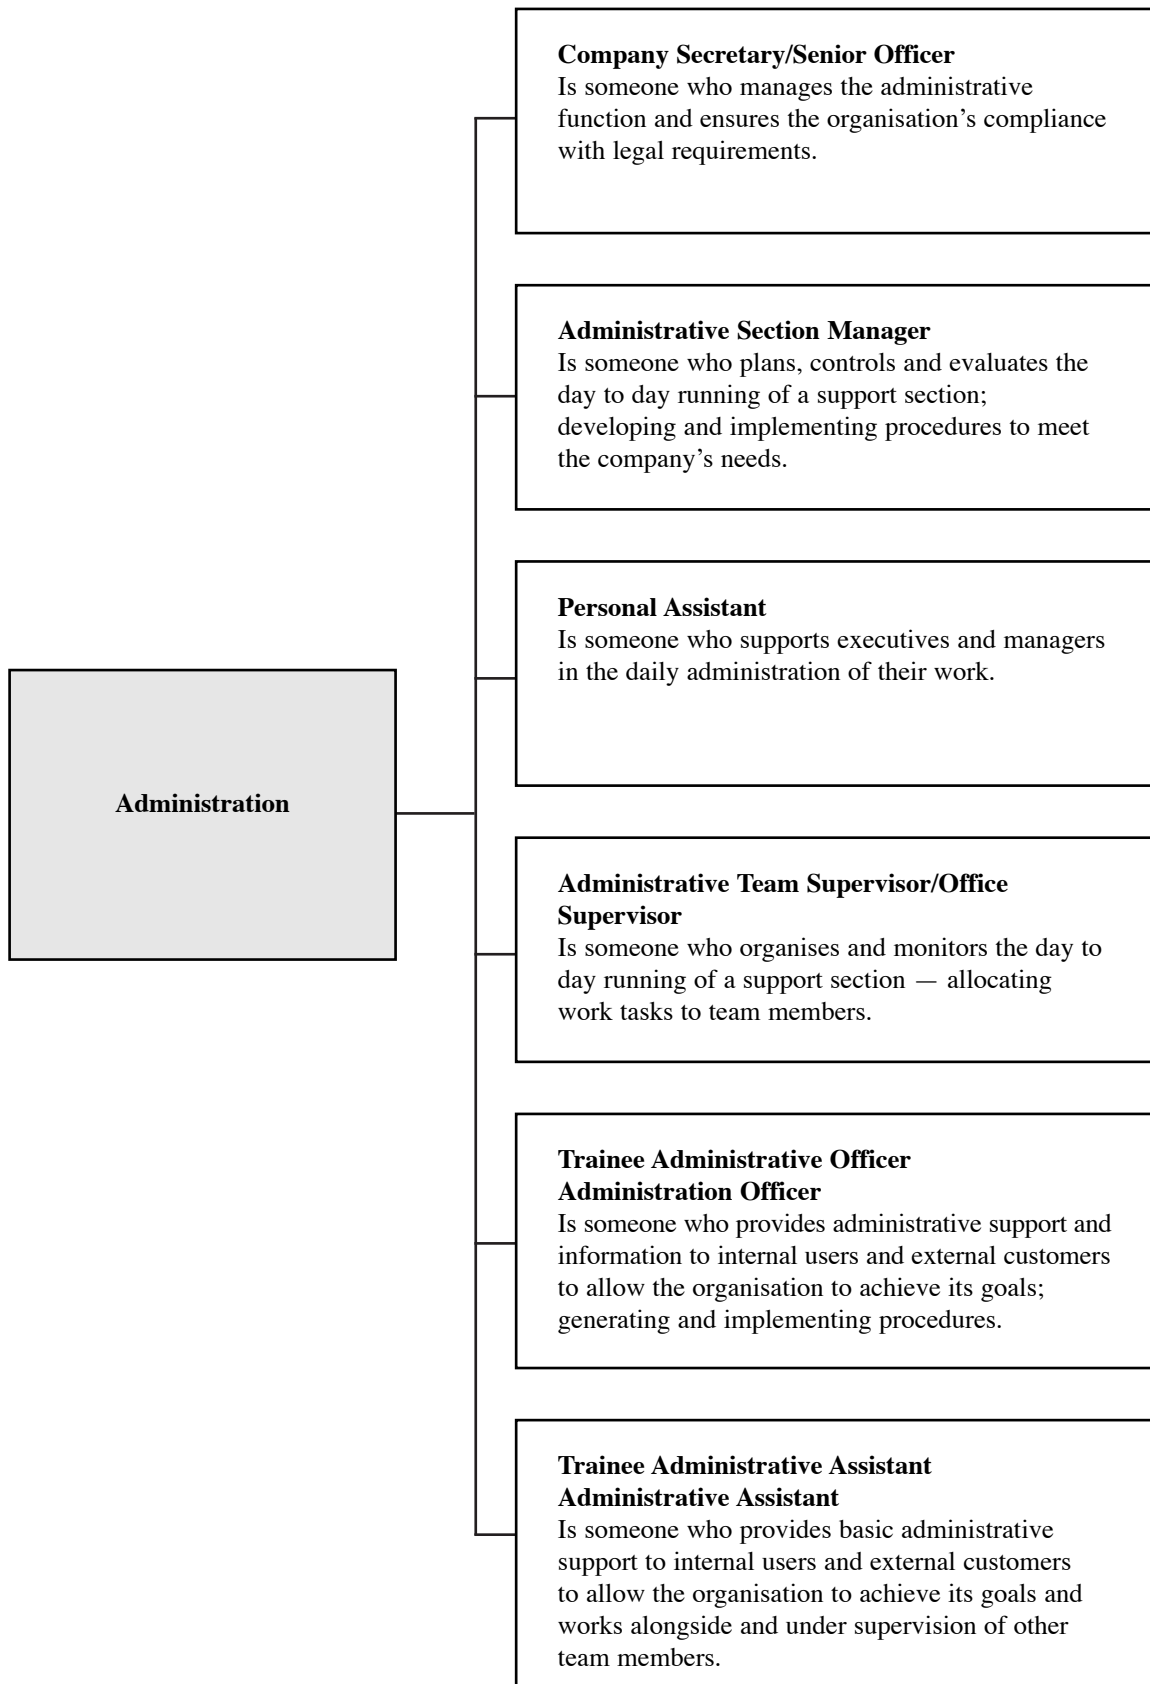 Company Secretary/Senior Officer
Is someone who manages the administrative
function and ensures the organisation’s compliance
with legal requirements.
Administrative Section Manager
Is someone who plans, controls and evaluates the
day to day running of a support section;
developing and implementing procedures to meet
the company’s needs.
Personal Assistant
Is someone who supports executives and managers
in the daily administration of their work.
Administration
Administrative Team Supervisor/Office
Supervisor
Is someone who organises and monitors the day to
day running of a support section — allocating
work tasks to team members.
Trainee Administrative Officer
Administration Officer
Is someone who provides administrative support and
information to internal users and external customers
to allow the organisation to achieve its goals;
generating and implementing procedures.
Trainee Administrative Assistant
Administrative Assistant
Is someone who provides basic administrative
support to internal users and external customers
to allow the organisation to achieve its goals and
works alongside and under supervision of other
team members.